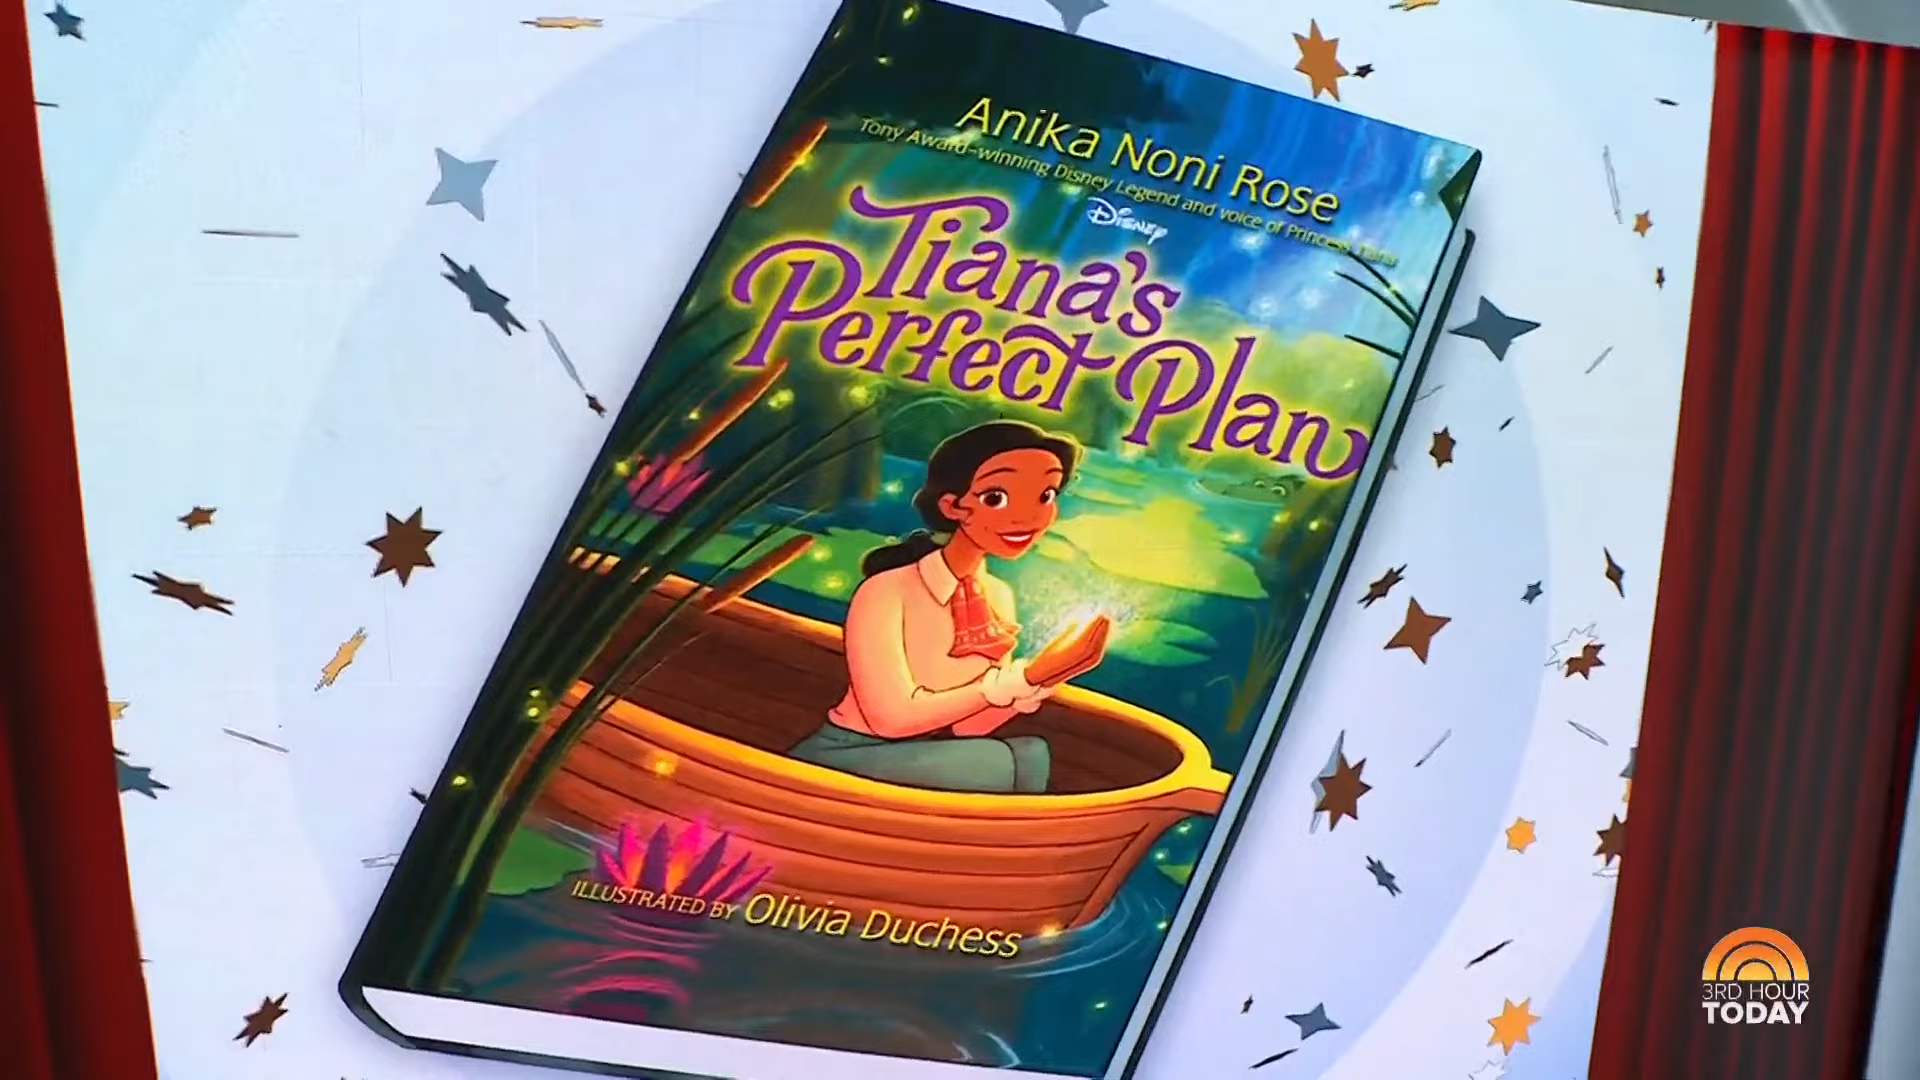 Anika Noni Rose
Tony Award-winning Disney Legend and voice of Princess Tiana
Disney
Tiana's
Perfect Plan
ILLUSTRATED BY Olivia Duchess
3RD HOUR
TODAY